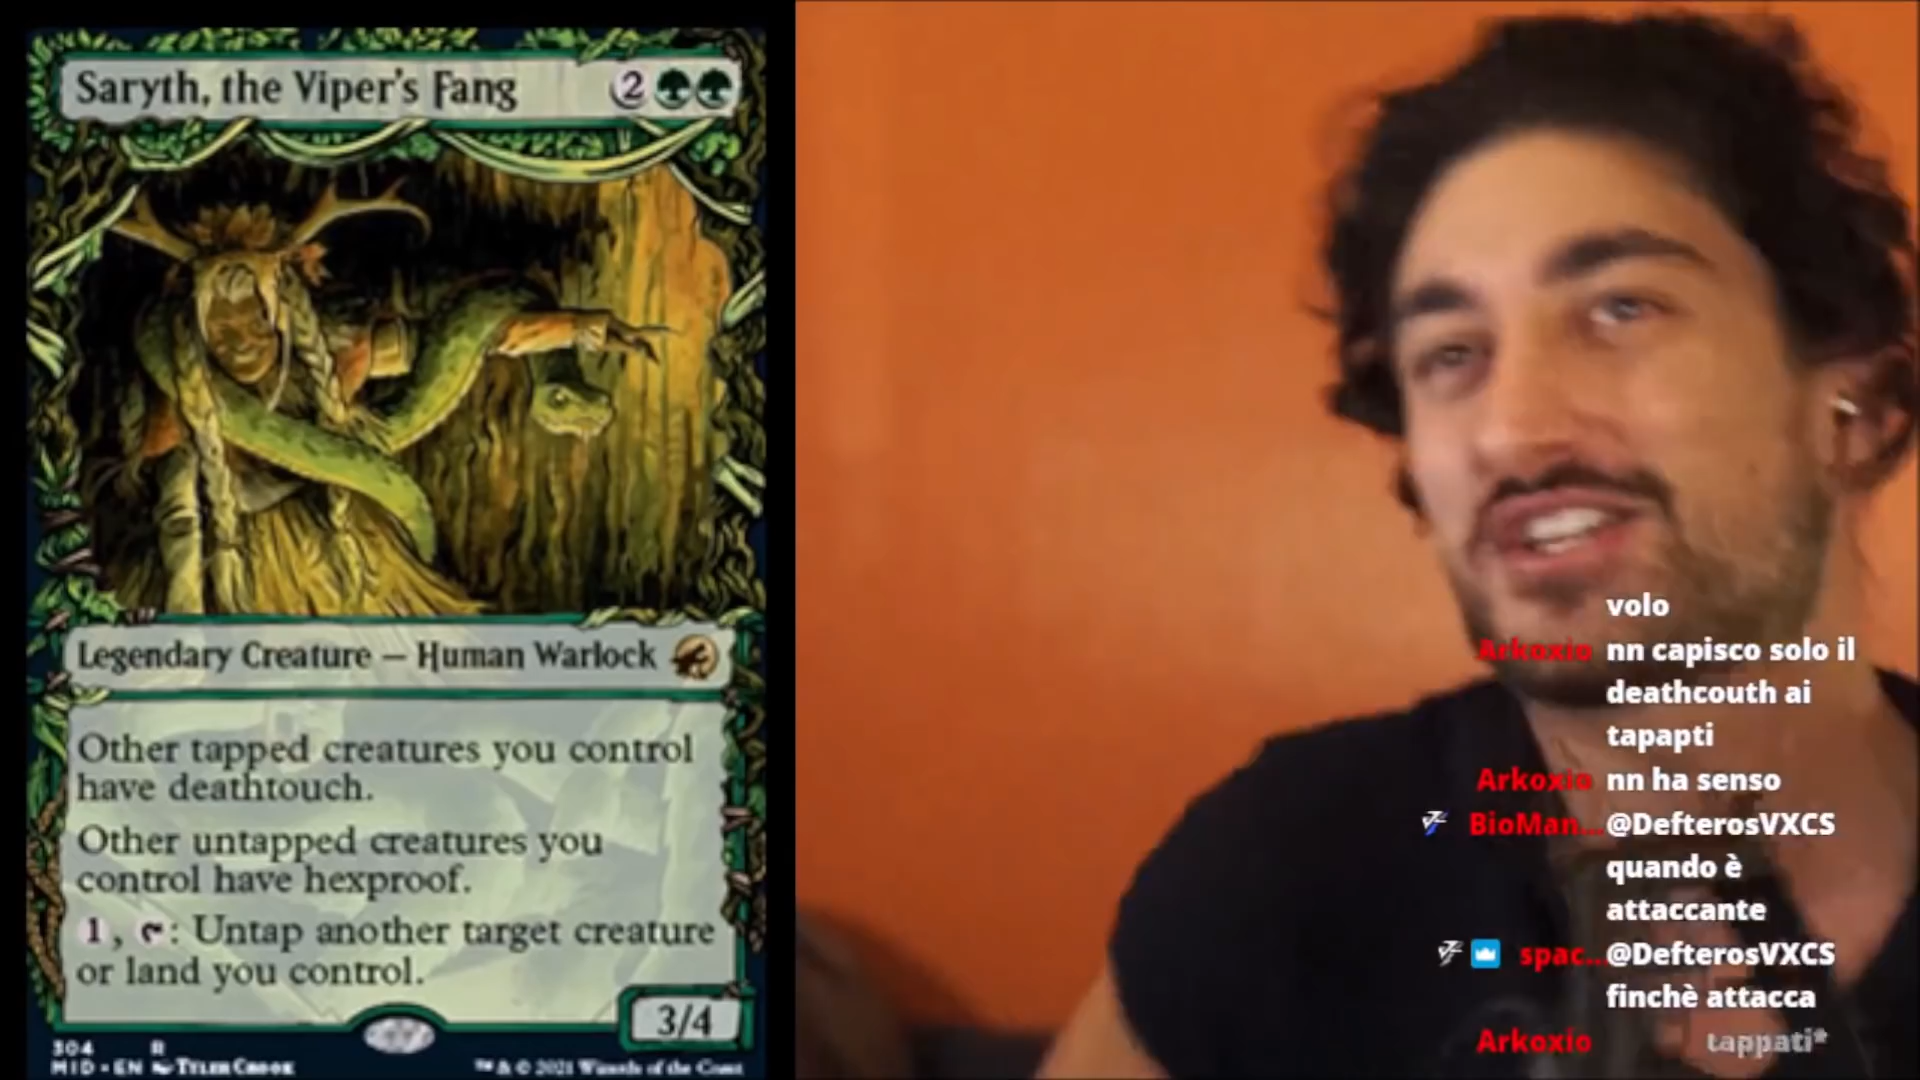 Saryth, the Viper's Fang 2
Legendary Creature — Human Warlock
Other tapped creatures you control
have deathtouch.
Other untapped creatures you
control have hexproof.
1, : Untap another target creature
or land you control.
3/4
304 R
MID • EN Tyler Crook
™ & © 2021 Wizards of the Coast
volo
Arkoxio nn capisco solo il
deathcouth ai
tapapti
Arkoxio nn ha senso
BioMan... @DefterosVXCS
quando è
attaccante
spac... @DefterosVXCS
finchè attacca
Arkoxio tappati*